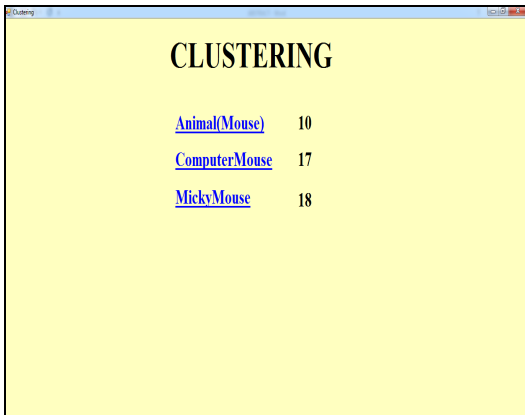 Clustering
CLUSTERING
Animal(Mouse) 10
ComputerMouse 17
MickyMouse 18